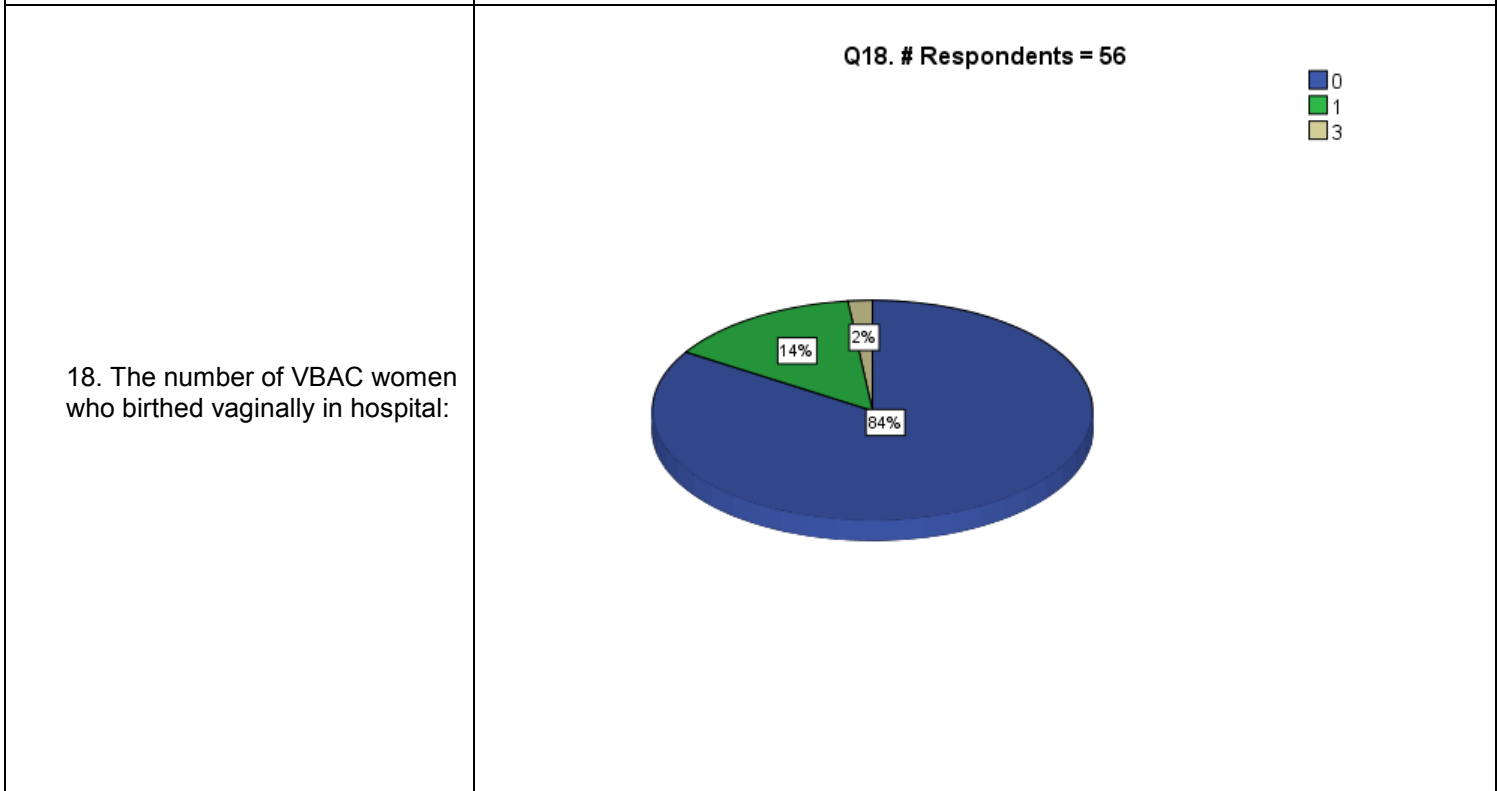 18. The number of VBAC women
who birthed vaginally in hospital:
Q18. # Respondents = 56
0
1
3
2%
14%
84%